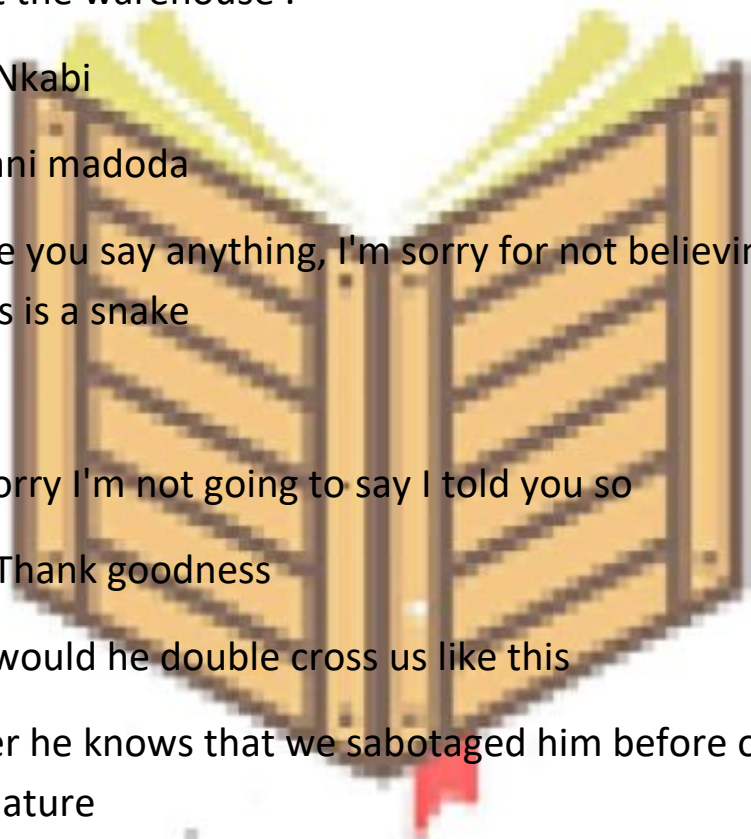 the warehouse .
Nkabi
ani madoda
e you say anything, I'm sorry for not believin
s is a snake
orry I'm not going to say I told you so
Thank goodness
would he double cross us like this
er he knows that we sabotaged him before o
ature